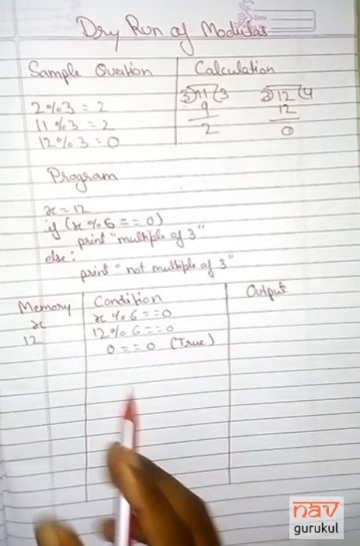 Dry Run of Modulas
Sample Question
Calculation
2%3 = 2
11%3 = 2
12%3 = 0
3)11(3
9
2
3)12(4
12
0
Program
x = 12
if (x%6 == 0)
print "multiple of 3"
else:
print "not multiple of 3"
Memory
Condition
Output
x
12
x%6 == 0
12%6 == 0
0 == 0 (True)
nav
gurukul